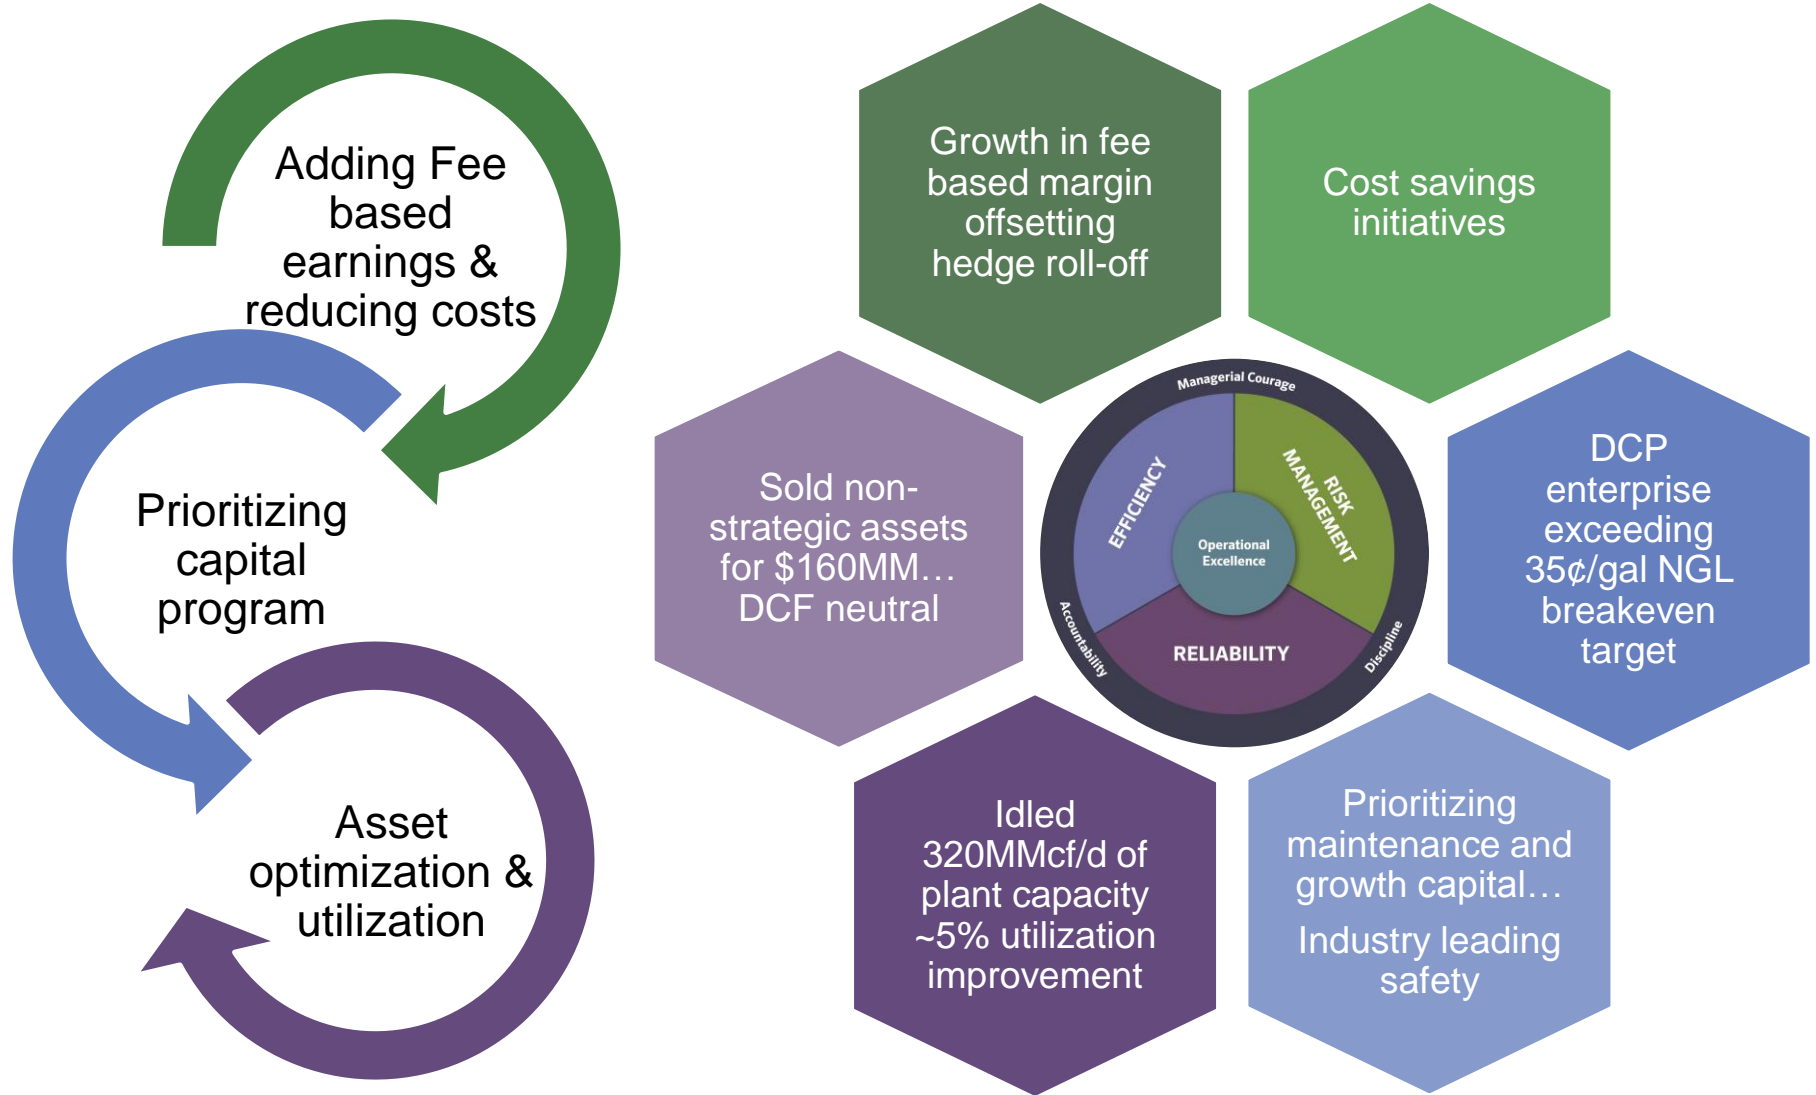 Adding Fee
based
earnings &
reducing costs
Prioritizing
capital
program
Asset
optimization &
utilization
Growth in fee
based margin
offsetting
hedge roll-off
Cost savings
initiatives
Sold non-
strategic assets
for $160MM…
DCF neutral
Managerial Courage
EFFICIENCY
RISK
MANAGEMENT
Operational
Excellence
RELIABILITY
Accountability
Discipline
DCP
enterprise
exceeding
35¢/gal NGL
breakeven
target
Idled
320MMcf/d of
plant capacity
~5% utilization
improvement
Prioritizing
maintenance and
growth capital…
Industry leading
safety